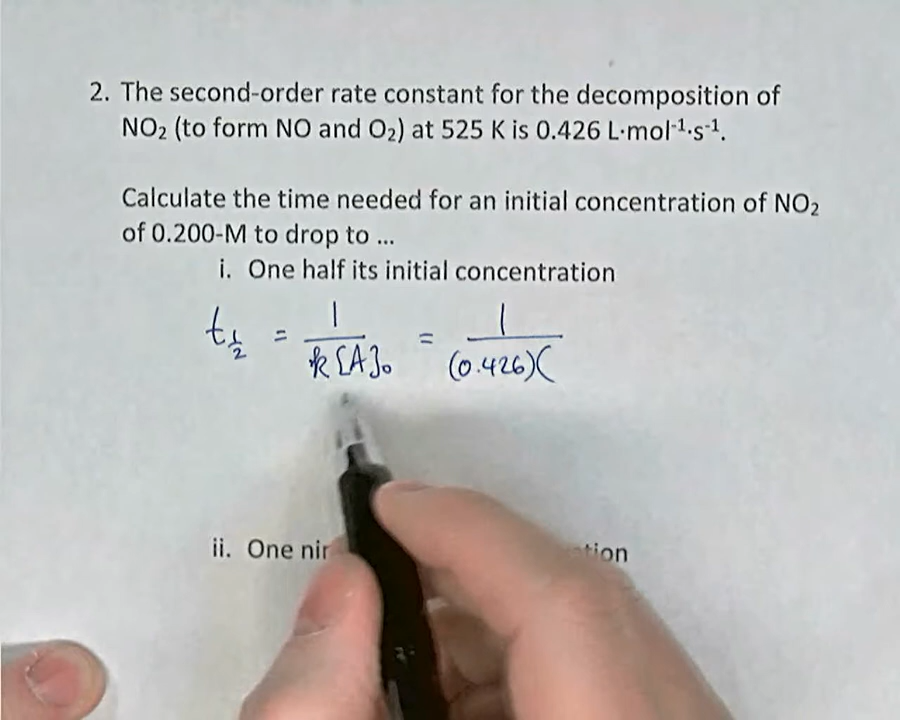 2. The second-order rate constant for the decomposition of
NO₂ (to form NO and O₂) at 525 K is 0.426 L·mol⁻¹·s⁻¹.
Calculate the time needed for an initial concentration of NO₂
of 0.200-M to drop to ...
i. One half its initial concentration
t½ = 1 / k[A]₀ = 1 / (0.426)(
ii. One